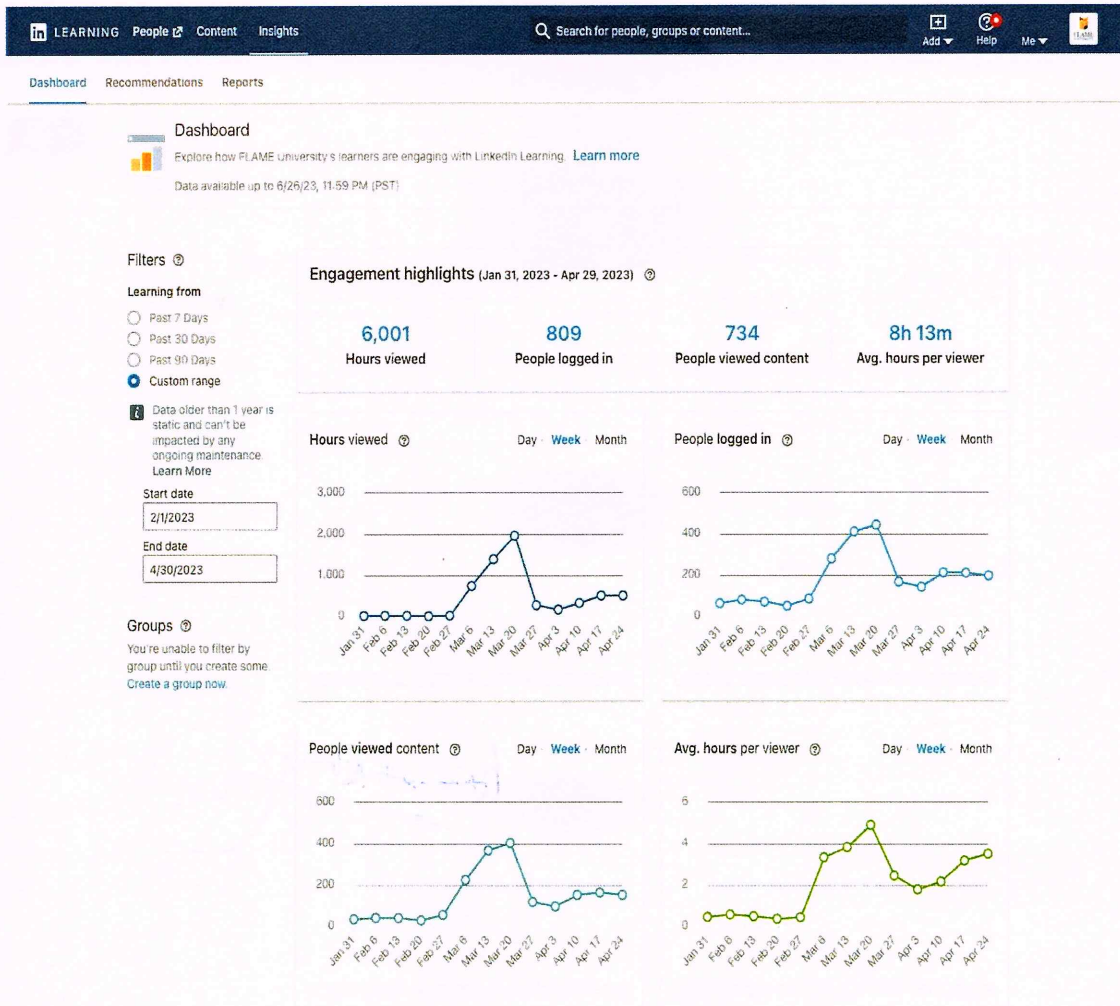 in LEARNING People Content Insights
Search for people, groups or content...
Add Help Me
FLAME
Dashboard Recommendations Reports
Dashboard
Explore how FLAME University's learners are engaging with LinkedIn Learning. Learn more
Data available up to 6/26/23, 11:59 PM (PST)
Filters
Learning from
Past 7 Days
Past 30 Days
Past 90 Days
Custom range
Data older than 1 year is
static and can't be
impacted by any
ongoing maintenance.
Learn More
Start date
2/1/2023
End date
4/30/2023
Groups
You're unable to filter by
group until you create some.
Create a group now.
Engagement highlights (Jan 31, 2023 - Apr 29, 2023)
6,001 809 734 8h 13m
Hours viewed People logged in People viewed content Avg. hours per viewer
Hours viewed Day Week Month
3,000
2,000
1,000
0
Jan 31 Feb 6 Feb 13 Feb 20 Feb 27 Mar 6 Mar 13 Mar 20 Mar 27 Apr 3 Apr 10 Apr 17 Apr 24
People logged in Day Week Month
600
400
200
0
Jan 31 Feb 6 Feb 13 Feb 20 Feb 27 Mar 6 Mar 13 Mar 20 Mar 27 Apr 3 Apr 10 Apr 17 Apr 24
People viewed content Day Week Month
600
400
200
0
Jan 31 Feb 6 Feb 13 Feb 20 Feb 27 Mar 6 Mar 13 Mar 20 Mar 27 Apr 3 Apr 10 Apr 17 Apr 24
Avg. hours per viewer Day Week Month
6
4
2
0
Jan 31 Feb 6 Feb 13 Feb 20 Feb 27 Mar 6 Mar 13 Mar 20 Mar 27 Apr 3 Apr 10 Apr 17 Apr 24